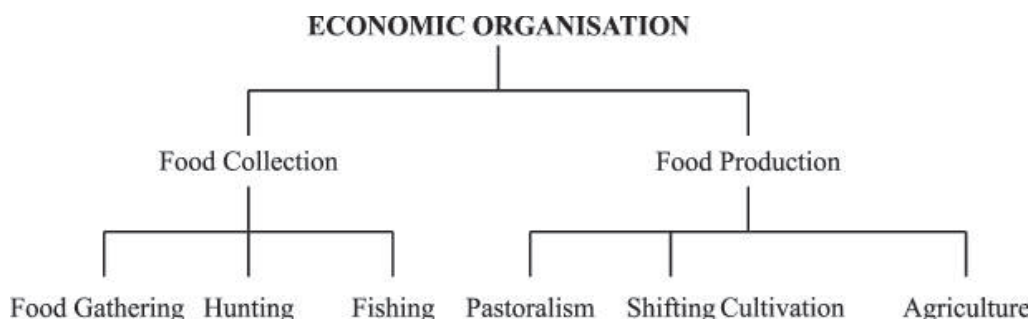 ECONOMIC ORGANISATION
Food Collection Food Production
Food Gathering Hunting Fishing Pastoralism Shifting Cultivation Agriculture